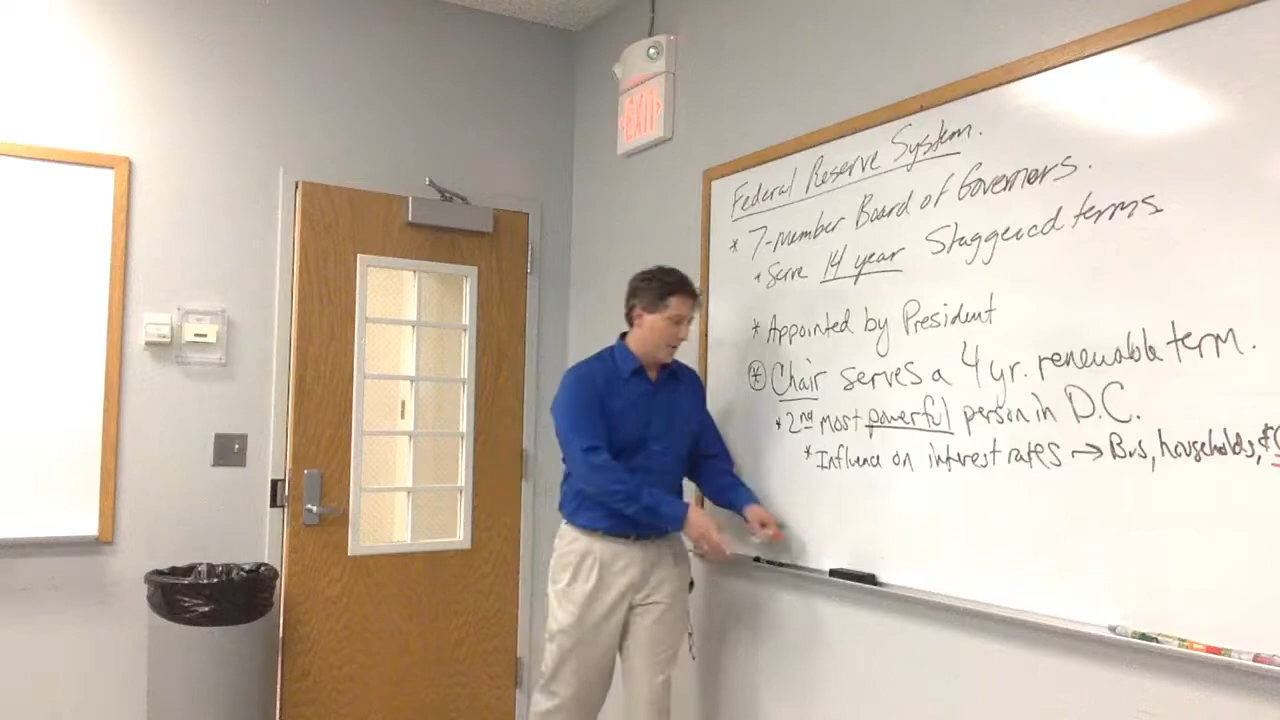 EXIT
Federal Reserve System.
* 7-member Board of Governors.
* Serve 14 year Staggered terms
* Appointed by President
* Chair serves a 4 yr. renewable term.
* 2nd most powerful person in D.C.
* Influence on interest rates → Bus, households,